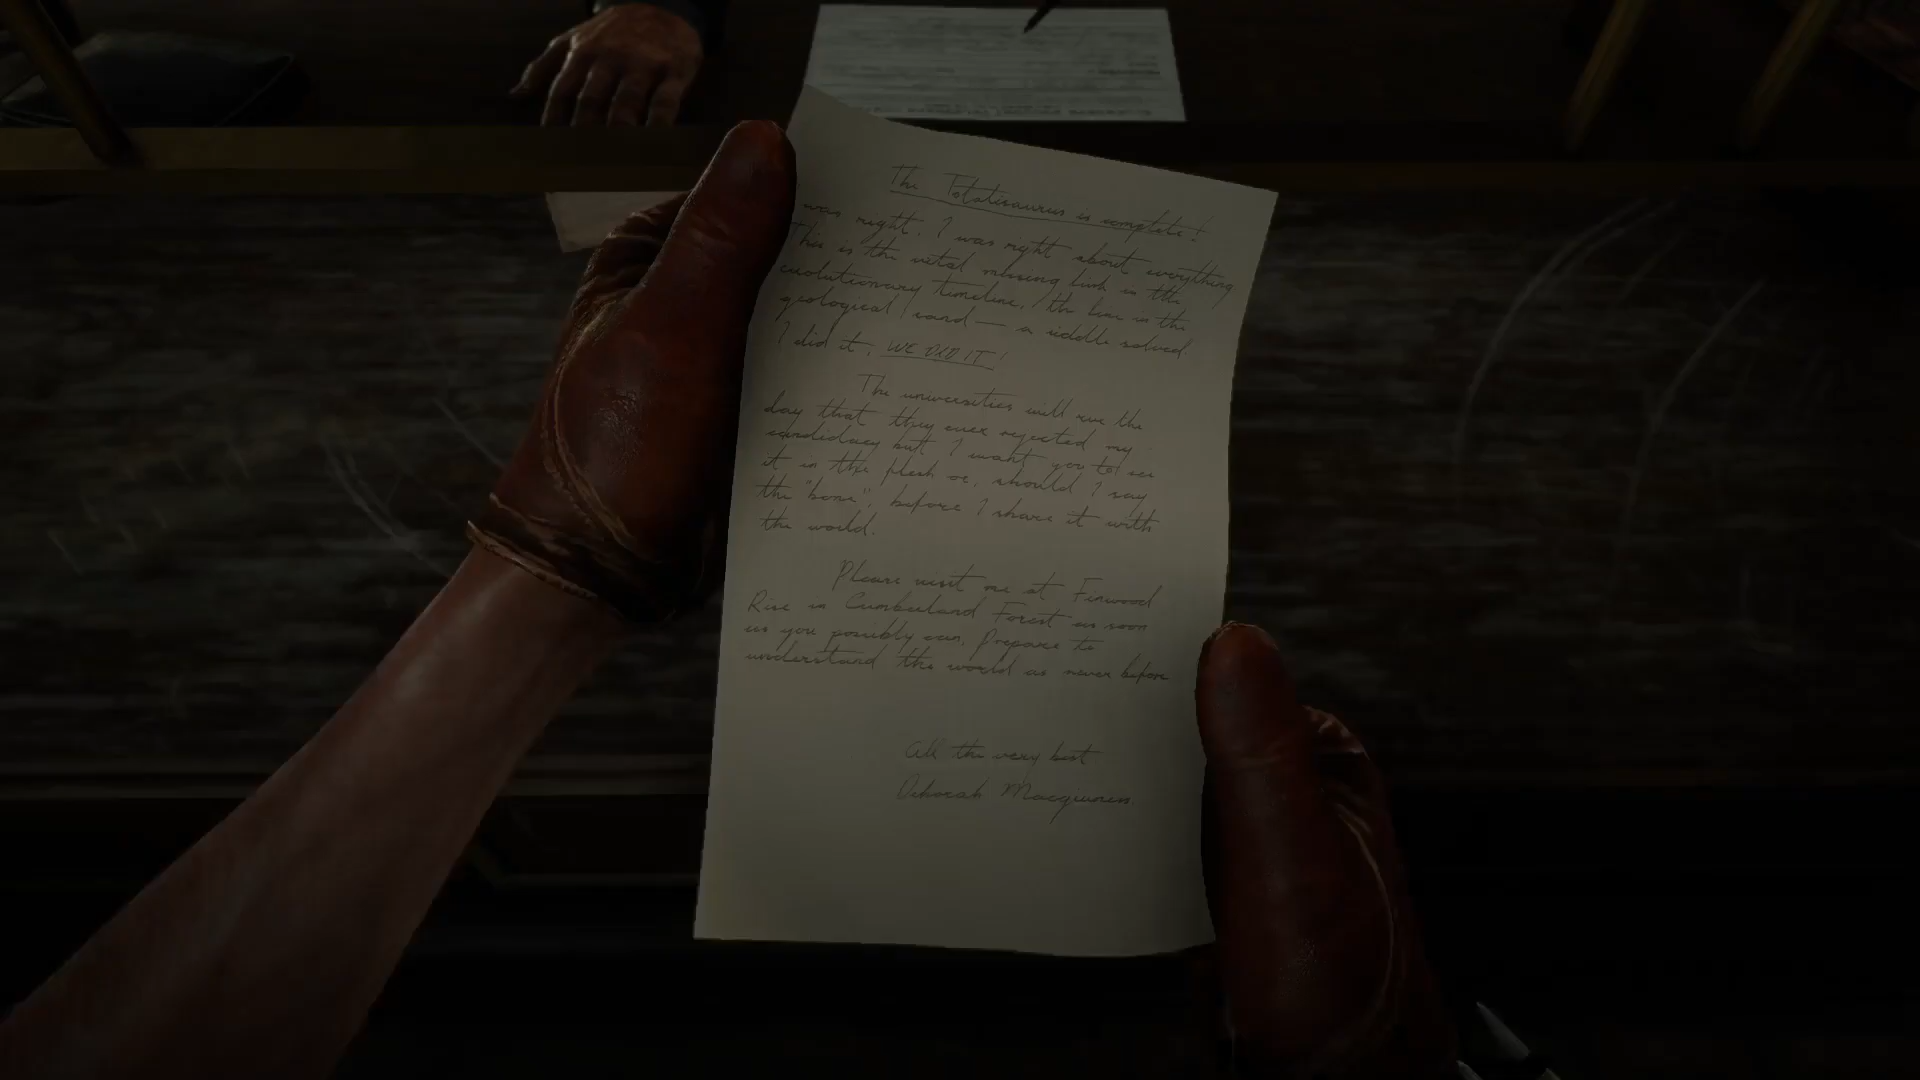 The Totalisaurus is complete!
was right. I was right about everything
This is the vital missing link in the
evolutionary timeline, the line in the
geological sand — a riddle solved.
I did it, WE DID IT!
The universities will rue the
day that they ever rejected my
candidacy but I want you to see
it in the flesh or, should I say
the "bone", before I share it with
the world.
Please visit me at Firwood
Rise in Cumberland Forest as soon
as you possibly can. Prepare to
understand the world as never before
All the very best
Deborah MacGuiness